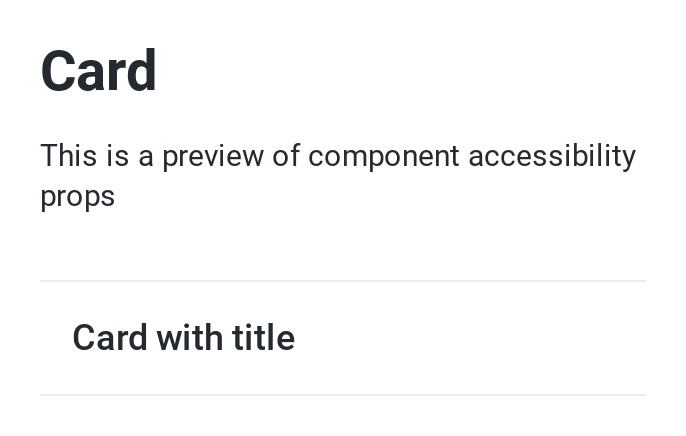 Card
This is a preview of component accessibility
props
Card with title